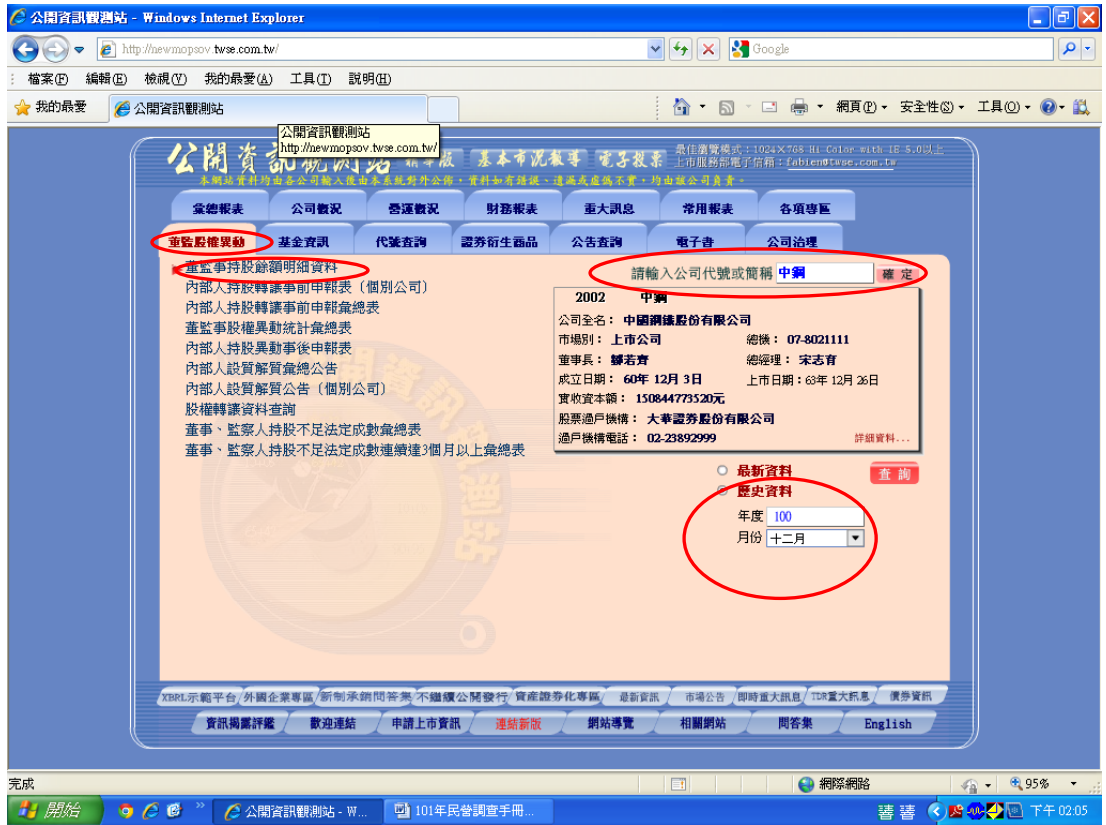 公開資訊觀測站 - Windows Internet Explorer
http://newmopsov.twse.com.tw/
Google
檔案(F) 編輯(E) 檢視(V) 我的最愛(A) 工具(T) 說明(H)
我的最愛 公開資訊觀測站
網頁(P) 安全性(S) 工具(O)
公開資訊觀測站
http://newmopsov.twse.com.tw/
公開資訊觀測站 精華版 基本市況報導 電子投票
最佳瀏覽模式：1024X768 Hi Color with IE 5.0以上
上市服務部電子信箱：fabien@twse.com.tw
本網站資料均由各公司輸入後由本系統對外公佈，資料如有錯誤、遺漏或虛偽不實，均由該公司負責。
彙總報表 公司概況 營運概況 財務報表 重大訊息 常用報表 各項專區
董監股權異動 基金資訊 代號查詢 證券衍生商品 公告查詢 電子書 公司治理
董監事持股餘額明細資料
內部人持股轉讓事前申報表（個別公司）
內部人持股轉讓事前申報彙總表
董監事股權異動統計彙總表
內部人持股異動事後申報表
內部人設質解質彙總公告
內部人設質解質公告（個別公司）
股權轉讓資料查詢
董事、監察人持股不足法定成數彙總表
董事、監察人持股不足法定成數連續達3個月以上彙總表
請輸入公司代號或簡稱 中鋼 確定
2002 中鋼
公司全名： 中國鋼鐵股份有限公司
市場別： 上市公司 總機： 07-8021111
董事長： 鄒若齊 總經理： 宋志育
成立日期： 60年 12月 3日 上市日期：63年 12月 26日
實收資本額： 150844773520元
股票過戶機構： 大華證券股份有限公司
過戶機構電話： 02-23892999 詳細資料...
最新資料 查詢
歷史資料
年度 100
月份 十二月
XBRL示範平台 外國企業專區 新制承銷問答集 不繼續公開發行 資產證券化專區 最新資訊 市場公告 即時重大訊息 TDR重大訊息 債券資訊
資訊揭露評鑑 歡迎連結 申請上市資訊 連結新版 網站導覽 相關網站 問答集 English
完成 網際網路 95%
開始 公開資訊觀測站 - W... 101年民營調查手冊... 下午 02:05